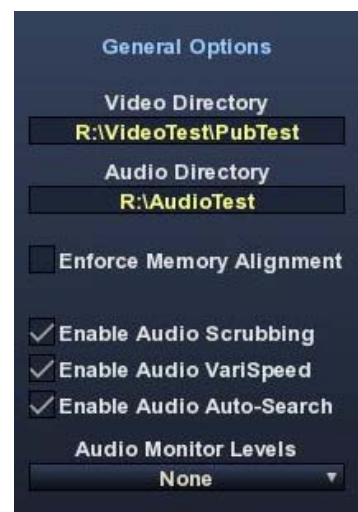 General Options
Video Directory
R:\VideoTest\PubTest
Audio Directory
R:\AudioTest
Enforce Memory Alignment
Enable Audio Scrubbing
Enable Audio VariSpeed
Enable Audio Auto-Search
Audio Monitor Levels
None